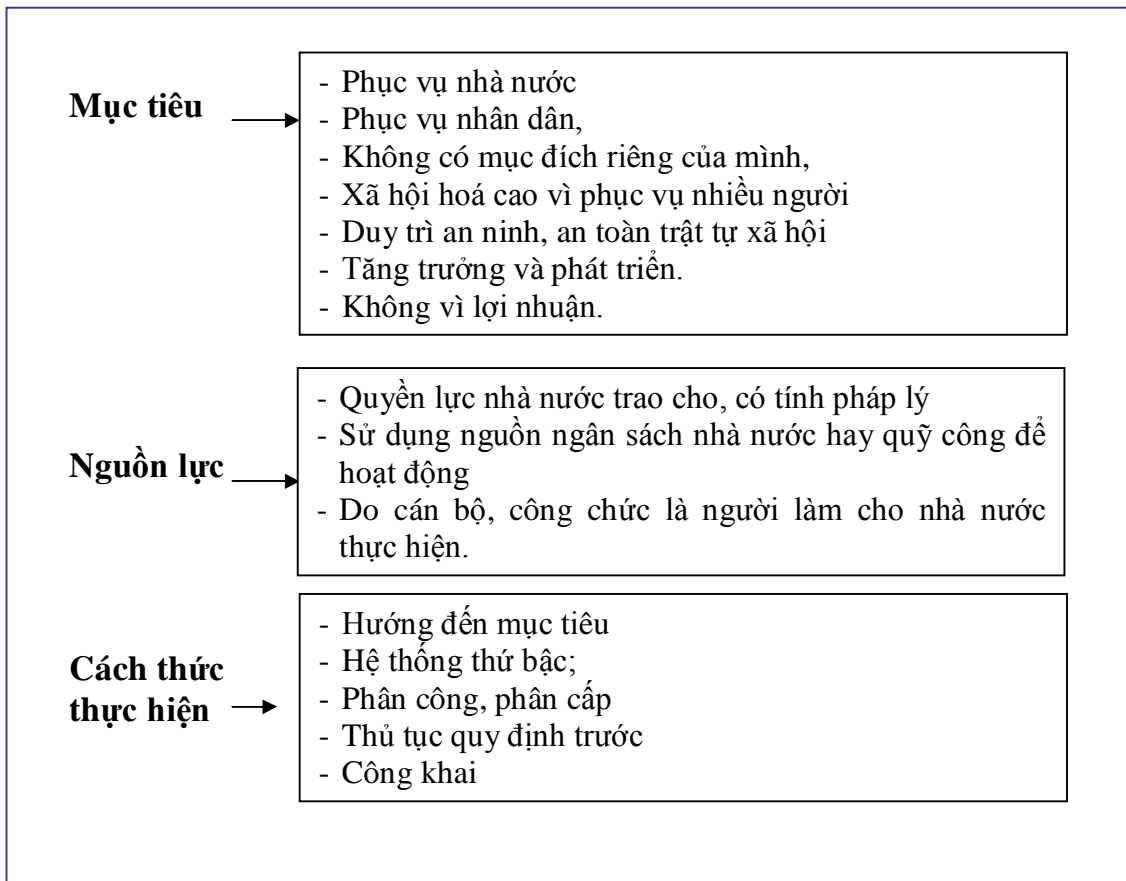 Mục tiêu
- Phục vụ nhà nước
- Phục vụ nhân dân,
- Không có mục đích riêng của mình,
- Xã hội hoá cao vì phục vụ nhiều người
- Duy trì an ninh, an toàn trật tự xã hội
- Tăng trưởng và phát triển.
- Không vì lợi nhuận.
Nguồn lực
- Quyền lực nhà nước trao cho, có tính pháp lý
- Sử dụng nguồn ngân sách nhà nước hay quỹ công để
hoạt động
- Do cán bộ, công chức là người làm cho nhà nước
thực hiện.
Cách thức
thực hiện
- Hướng đến mục tiêu
- Hệ thống thứ bậc;
- Phân công, phân cấp
- Thủ tục quy định trước
- Công khai